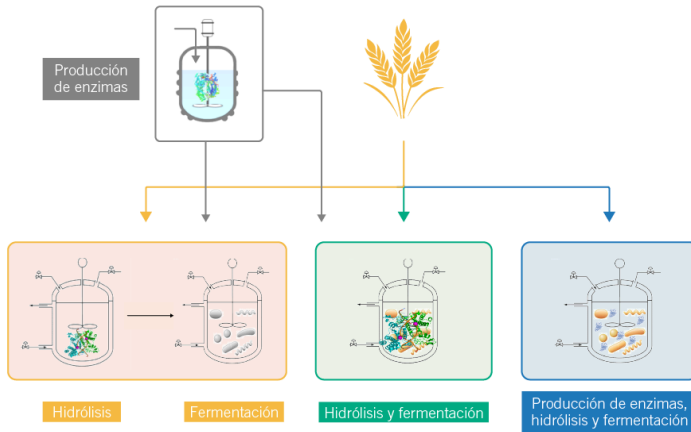 Producción
de enzimas
Hidrólisis
Fermentación
Hidrólisis y fermentación
Producción de enzimas,
hidrólisis y fermentación